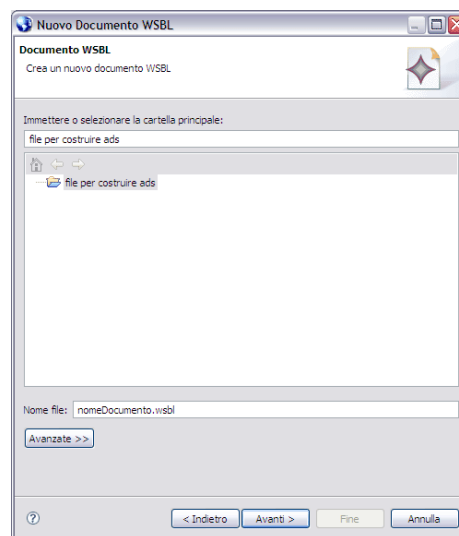 Nuovo Documento WSBL
Documento WSBL
Crea un nuovo documento WSBL
Immettere o selezionare la cartella principale:
file per costruire ads
file per costruire ads
Nome file: nomeDocumento.wsbl
Avanzate >>
< Indietro Avanti > Fine Annulla